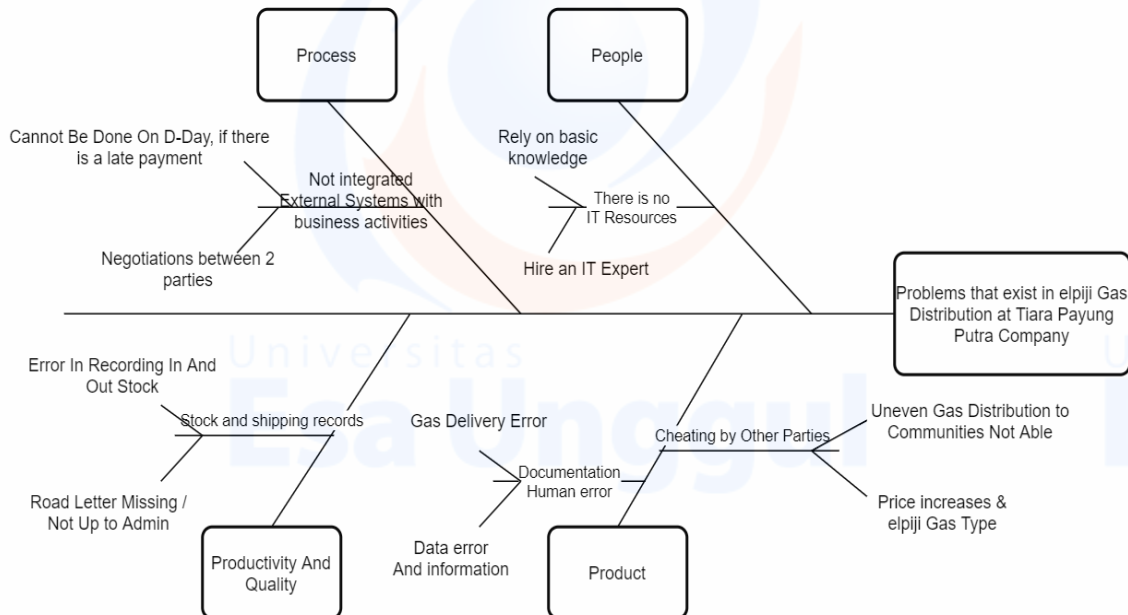 Process
People
Cannot Be Done On D-Day, if there
is a late payment
Not integrated
External Systems with
business activities
Negotiations between 2
parties
Rely on basic
knowledge
There is no
IT Resources
Hire an IT Expert
Problems that exist in elpiji Gas
Distribution at Tiara Payung
Putra Company
Universitas
Esa Unggul
U
Error In Recording In And
Out Stock
Stock and shipping records
Road Letter Missing /
Not Up to Admin
Productivity And
Quality
Gas Delivery Error
Documentation
Human error
Data error
And information
Cheating by Other Parties
Uneven Gas Distribution to
Communities Not Able
Price increases &
elpiji Gas Type
Product